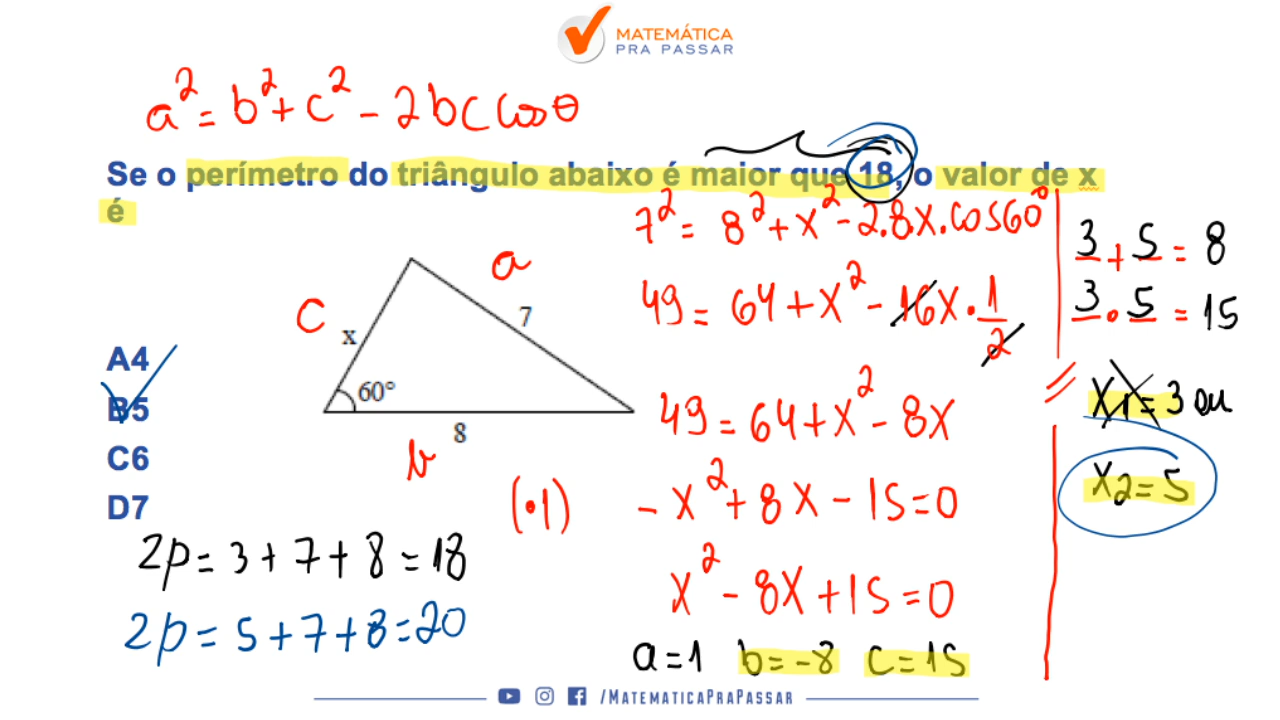 MATEMÁTICA
PRA PASSAR
a² = b² + c² - 2bc cos θ
Se o perímetro do triângulo abaixo é maior que 18, o valor de x
é
7² = 8² + x² - 2.8x.cos60°
49 = 64 + x² - 16x · 1/2
49 = 64 + x² - 8x
- x² + 8x - 15 = 0
(·1)
x² - 8x + 15 = 0
a = 1 b = -8 c = 15
3 + 5 = 8
3 · 5 = 15
x1 = 3 ou
x2 = 5
a
c
7
x
60°
8
b
A4
B5
C6
D7
2p = 3 + 7 + 8 = 18
2p = 5 + 7 + 8 = 20
/MATEMATICAPRAPASSAR